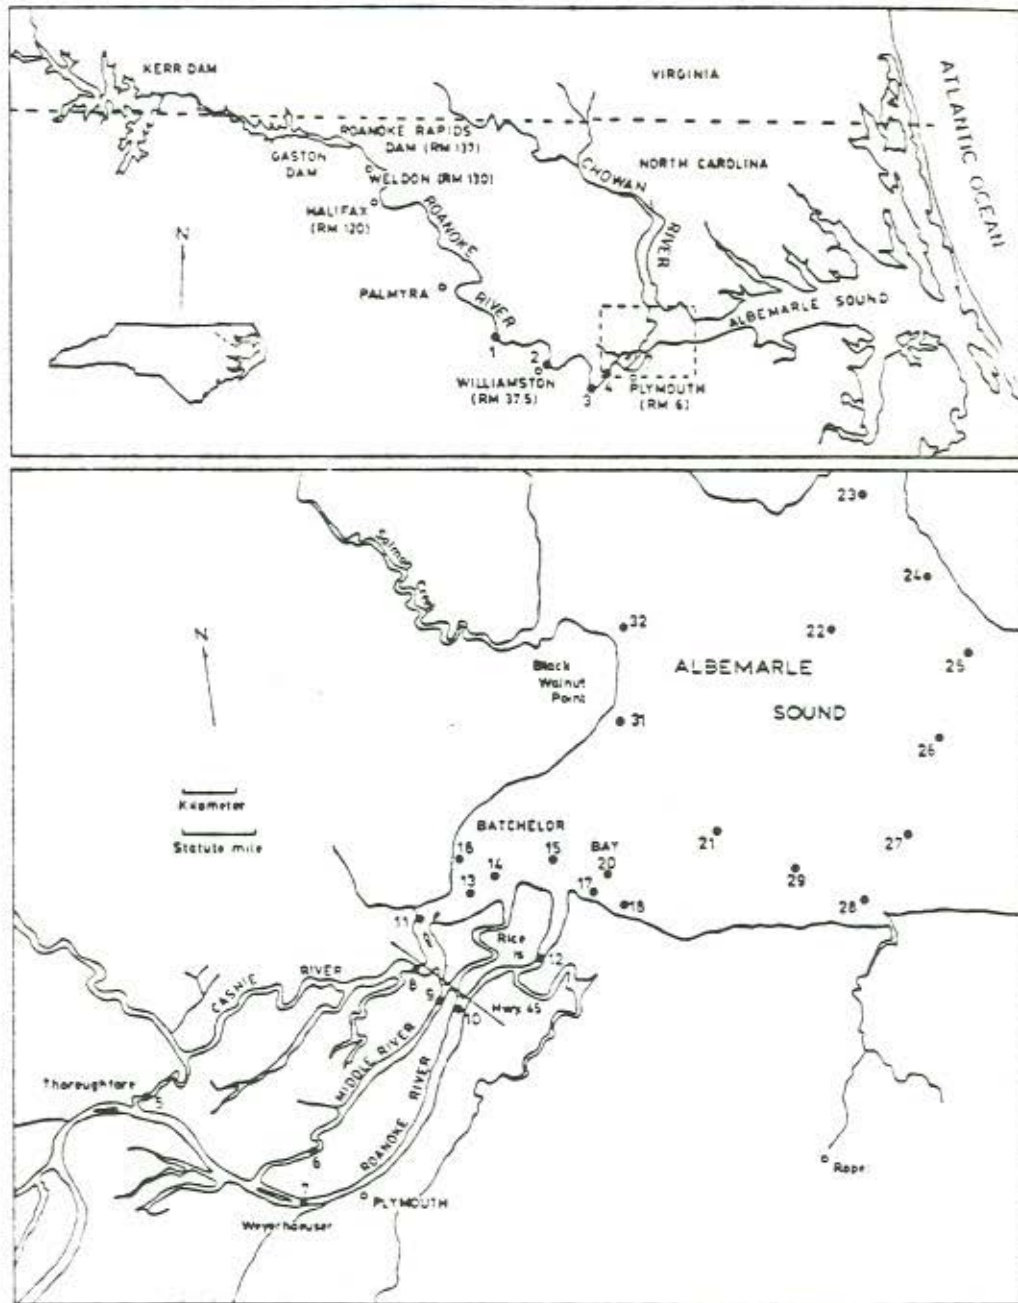 KERR DAM
VIRGINIA
ATLANTIC OCEAN
ROANOKE RAPIDS
DAM (RM 137)
GASTON
DAM
NORTH CAROLINA
WELDON (RM 130)
CHOWAN RIVER
HALIFAX
(RM 120)
ROANOKE RIVER
N
PALMYRA
ALBEMARLE SOUND
1
2
WILLIAMSTON
(RM 37.5)
3
4
PLYMOUTH
(RM 6)
23
Salmon Creek
24
N
32
22
Black
Walnut
Point
ALBEMARLE
SOUND
25
31
26
Kilometer
Statute mile
BATCHELOR
BAY
16
14
15
20
21
27
13
17
29
18
28
11
Rice
Is
12
CASHIE RIVER
8
9
10
Hwy. 45
MIDDLE RIVER
ROANOKE RIVER
Thoroughfare
5
6
7
PLYMOUTH
Weyerhaeuser
Roper